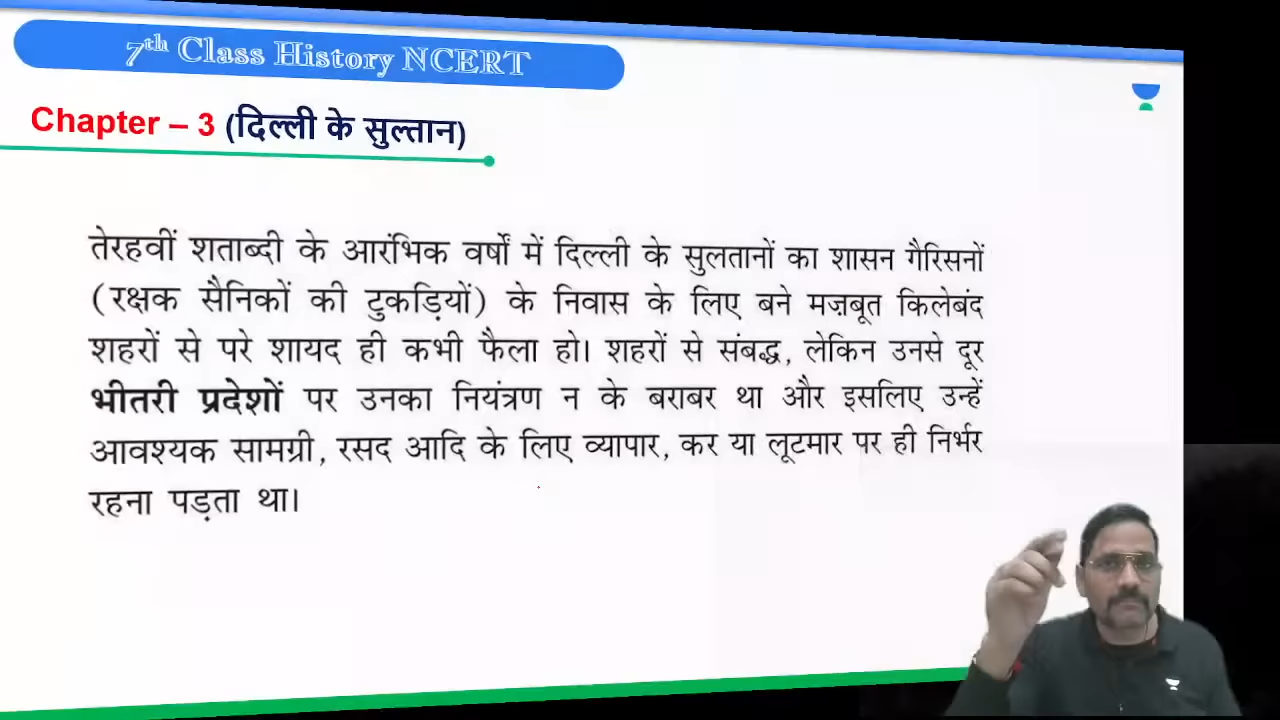 7th Class History NCERT
Chapter – 3 (दिल्ली के सुल्तान)
तेरहवीं शताब्दी के आरंभिक वर्षों में दिल्ली के सुलतानों का शासन गैरिसनों
(रक्षक सैनिकों की टुकड़ियों) के निवास के लिए बने मज़बूत किलेबंद
शहरों से परे शायद ही कभी फैला हो। शहरों से संबद्ध, लेकिन उनसे दूर
भीतरी प्रदेशों पर उनका नियंत्रण न के बराबर था और इसलिए उन्हें
आवश्यक सामग्री, रसद आदि के लिए व्यापार, कर या लूटमार पर ही निर्भर
रहना पड़ता था।